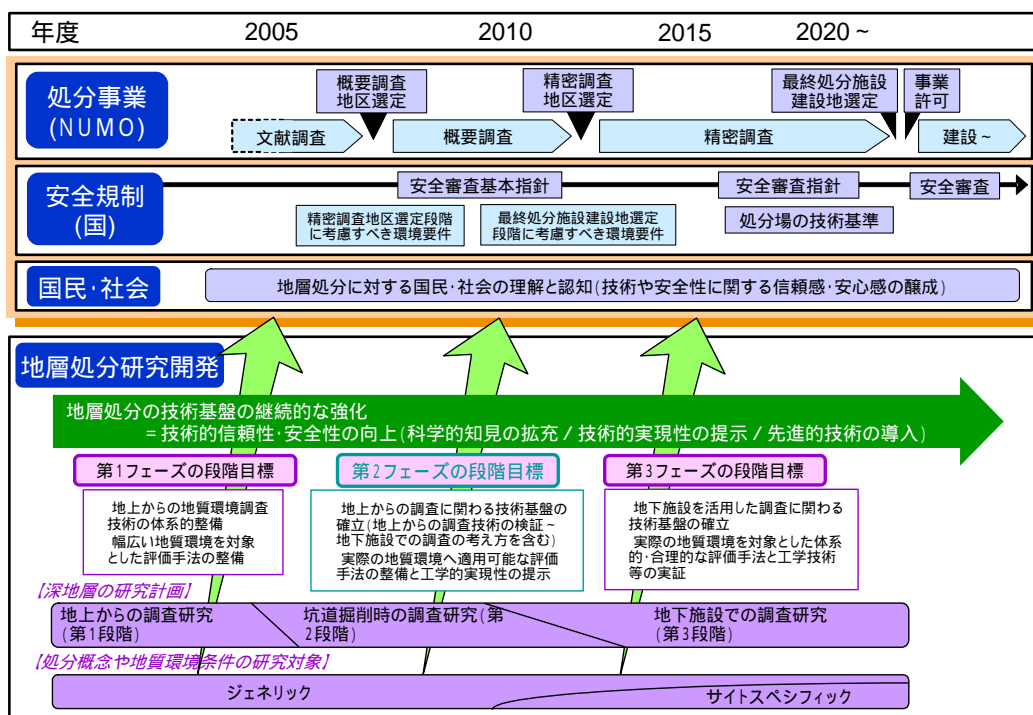 年度 2005 2010 2015 2020～
処分事業
(NUMO)
概要調査
地区選定
精密調査
地区選定
最終処分施設
建設地選定
事業
許可
文献調査
概要調査
精密調査
建設～
安全規制
(国)
安全審査基本指針
安全審査指針
安全審査
精密調査地区選定段階
に考慮すべき環境要件
最終処分施設建設地選定
段階に考慮すべき環境要件
処分場の技術基準
国民･社会
地層処分に対する国民･社会の理解と認知(技術や安全性に関する信頼感･安心感の醸成)
地層処分研究開発
地層処分の技術基盤の継続的な強化
=技術的信頼性･安全性の向上(科学的知見の拡充/技術的実現性の提示/先進的技術の導入)
第1フェーズの段階目標
地上からの地質環境調査
技術の体系的整備
幅広い地質環境を対象
とした評価手法の整備
第2フェーズの段階目標
地上からの調査に関わる技術基盤の
確立(地上からの調査技術の検証～
地下施設での調査の考え方を含む)
実際の地質環境へ適用可能な評価
手法の整備と工学的実現性の提示
第3フェーズの段階目標
地下施設を活用した調査に関わる
技術基盤の確立
実際の地質環境を対象とした体系
的･合理的な評価手法と工学技術
等の実証
【深地層の研究計画】
地上からの調査研究
(第1段階)
坑道掘削時の調査研究(第
2段階)
地下施設での調査研究
(第3段階)
【処分概念や地質環境条件の研究対象】
ジェネリック
サイトスペシフィック